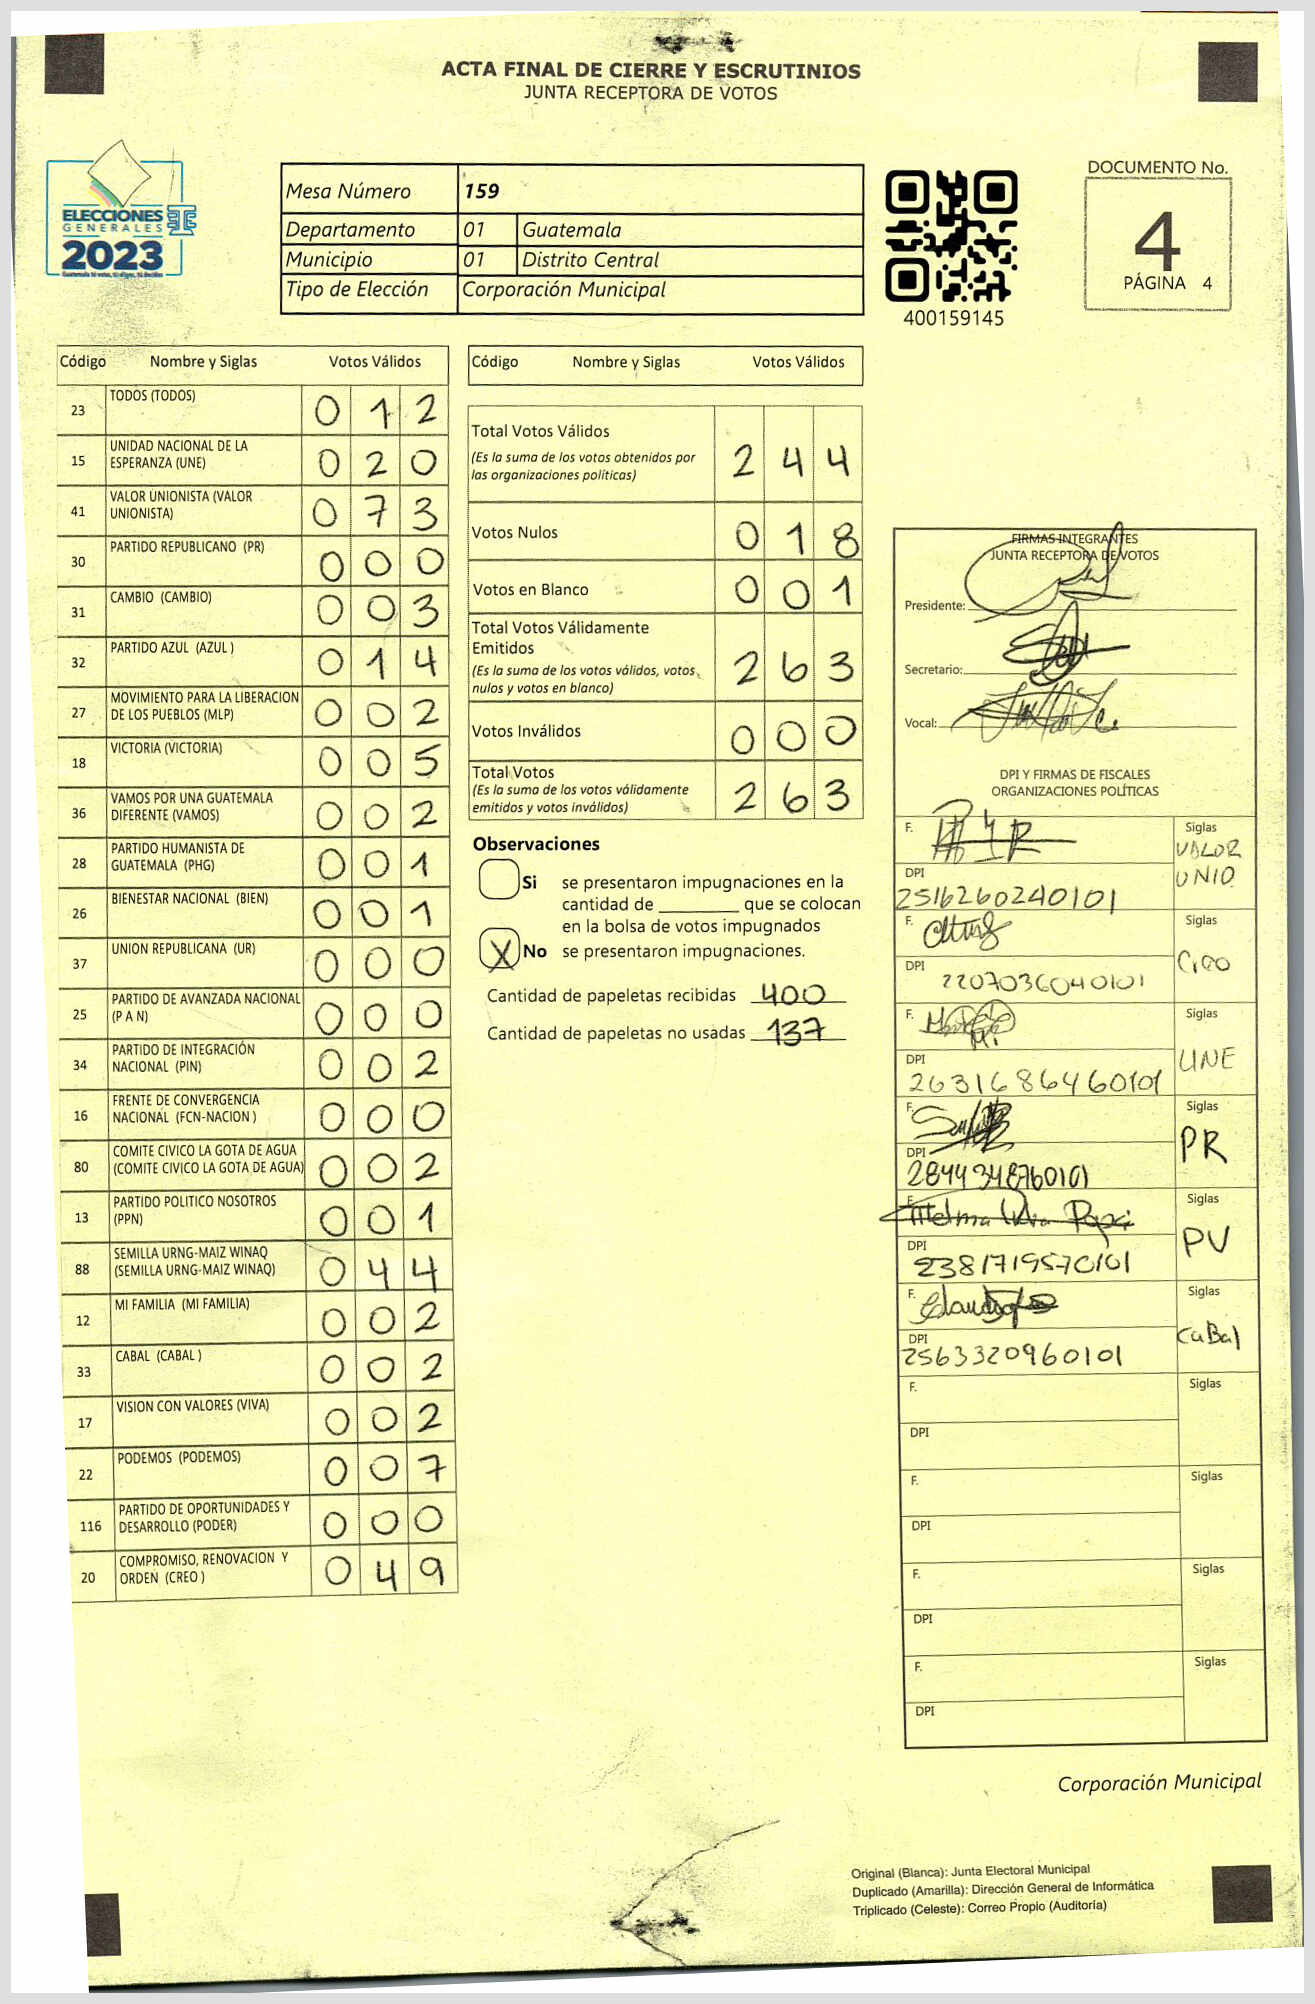 ACTA FINAL DE CIERRE Y ESCRUTINIOS
JUNTA RECEPTORA DE VOTOS
ELECCIONES
GENERALES
2023
Mesa Número 159
Departamento 01 Guatemala
Municipio 01 Distrito Central
Tipo de Elección Corporación Municipal
400159145
DOCUMENTO No.
4
PÁGINA 4
Código Nombre y Siglas Votos Válidos
23 TODOS (TODOS) 0 1 2
15 UNIDAD NACIONAL DE LA
ESPERANZA (UNE) 0 2 0
41 VALOR UNIONISTA (VALOR
UNIONISTA) 0 7 3
30 PARTIDO REPUBLICANO (PR) 0 0 0
31 CAMBIO (CAMBIO) 0 0 3
32 PARTIDO AZUL (AZUL ) 0 1 4
27 MOVIMIENTO PARA LA LIBERACION
DE LOS PUEBLOS (MLP) 0 0 2
18 VICTORIA (VICTORIA) 0 0 5
36 VAMOS POR UNA GUATEMALA
DIFERENTE (VAMOS) 0 0 2
28 PARTIDO HUMANISTA DE
GUATEMALA (PHG) 0 0 1
26 BIENESTAR NACIONAL (BIEN) 0 0 1
37 UNION REPUBLICANA (UR) 0 0 0
25 PARTIDO DE AVANZADA NACIONAL
(P A N) 0 0 0
34 PARTIDO DE INTEGRACIÓN
NACIONAL (PIN) 0 0 2
16 FRENTE DE CONVERGENCIA
NACIONAL (FCN-NACION ) 0 0 0
80 COMITE CIVICO LA GOTA DE AGUA
(COMITE CIVICO LA GOTA DE AGUA) 0 0 2
13 PARTIDO POLITICO NOSOTROS
(PPN) 0 0 1
88 SEMILLA URNG-MAIZ WINAQ
(SEMILLA URNG-MAIZ WINAQ) 0 4 4
12 MI FAMILIA (MI FAMILIA) 0 0 2
33 CABAL (CABAL ) 0 0 2
17 VISION CON VALORES (VIVA) 0 0 2
22 PODEMOS (PODEMOS) 0 0 7
116 PARTIDO DE OPORTUNIDADES Y
DESARROLLO (PODER) 0 0 0
20 COMPROMISO, RENOVACION Y
ORDEN (CREO ) 0 4 9
Código Nombre y Siglas Votos Válidos
Total Votos Válidos
(Es la suma de los votos obtenidos por
las organizaciones políticas) 2 4 4
Votos Nulos 0 1 8
Votos en Blanco 0 0 1
Total Votos Válidamente
Emitidos
(Es la suma de los votos válidos, votos
nulos y votos en blanco) 2 6 3
Votos Inválidos 0 0 0
Total Votos
(Es la suma de los votos válidamente
emitidos y votos inválidos) 2 6 3
Observaciones
Si se presentaron impugnaciones en la
cantidad de ________ que se colocan
en la bolsa de votos impugnados
X No se presentaron impugnaciones.
Cantidad de papeletas recibidas 400
Cantidad de papeletas no usadas 137
FIRMAS INTEGRANTES
JUNTA RECEPTORA DE VOTOS
Presidente:
Secretario:
Vocal:
DPI Y FIRMAS DE FISCALES
ORGANIZACIONES POLÍTICAS
F. Siglas
VALOR
UNIO
DPI
2516260240101
F. Siglas
Creo
DPI
2207036040101
F. Siglas
UNE
DPI
2631686460101
F. Siglas
PR
DPI
2844348760101
F. Siglas
PV
DPI
2381719570101
F. Siglas
CaBal
DPI
2563320960101
F. Siglas
DPI
F. Siglas
DPI
F. Siglas
DPI
F. Siglas
DPI
Corporación Municipal
Original (Blanca): Junta Electoral Municipal
Duplicado (Amarilla): Dirección General de Informática
Triplicado (Celeste): Correo Propio (Auditoría)